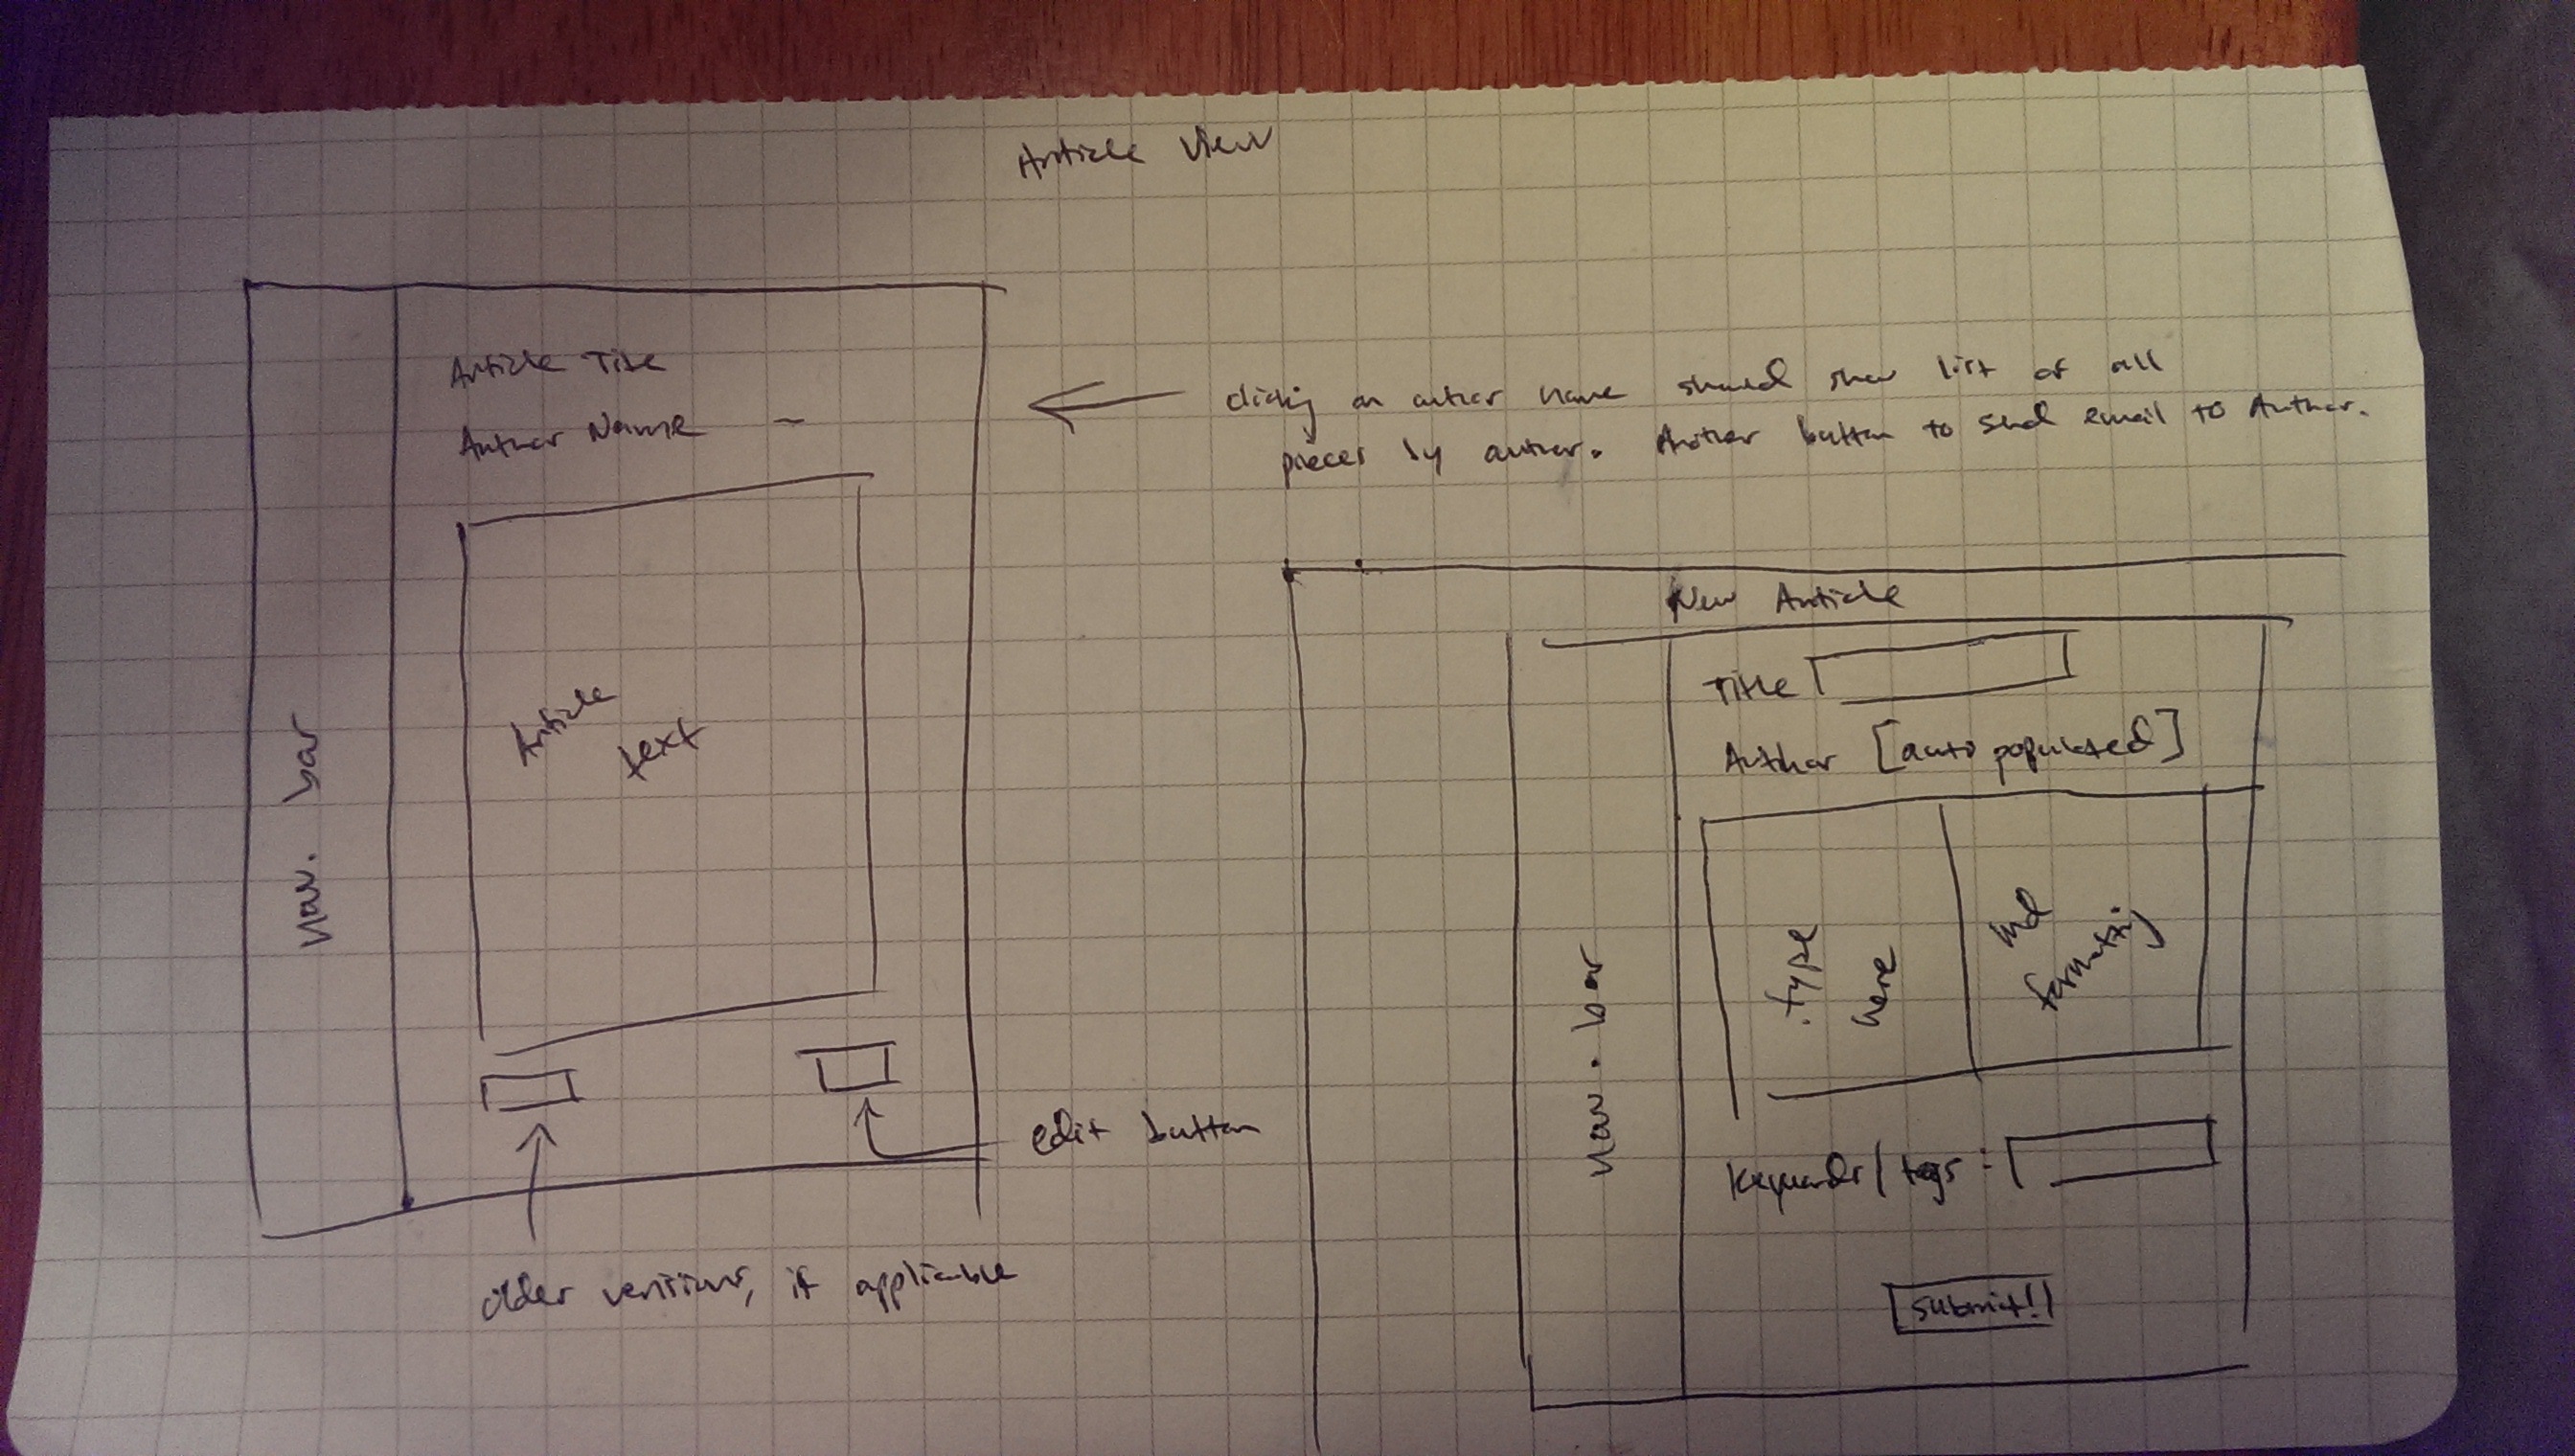 Article View
Article Title
Author Name –
Article
text
nav. bar
clicking on author name should show list of all
pieces by author. Another button to send email to Author.
edit button
older versions, if applicable
New Article
Title
Author [auto populated]
type
here
md
formatting
nav. bar
Keywords/tags:
submit!